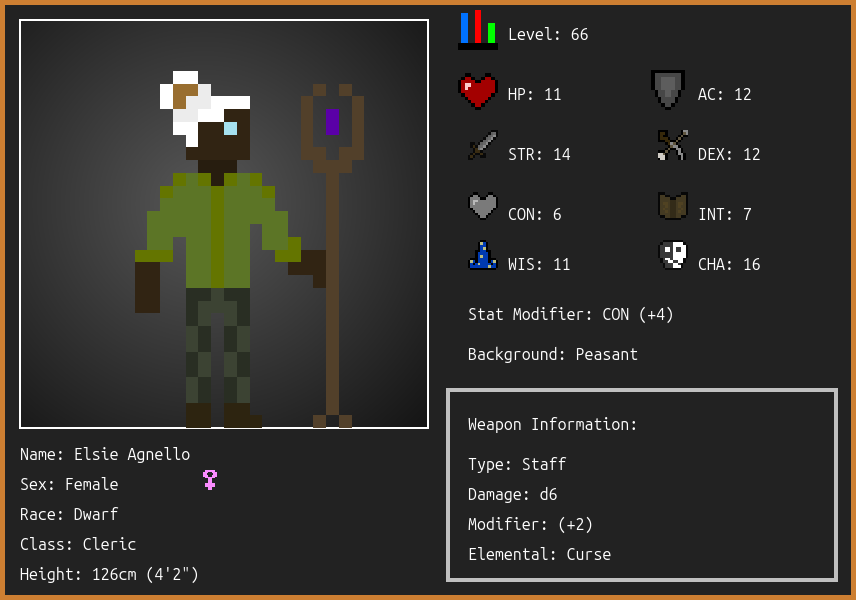 Level: 66
HP: 11
AC: 12
STR: 14
DEX: 12
CON: 6
INT: 7
WIS: 11
CHA: 16
Stat Modifier: CON (+4)
Background: Peasant
Weapon Information:
Type: Staff
Damage: d6
Modifier: (+2)
Elemental: Curse
Name: Elsie Agnello
Sex: Female
Race: Dwarf
Class: Cleric
Height: 126cm (4'2")